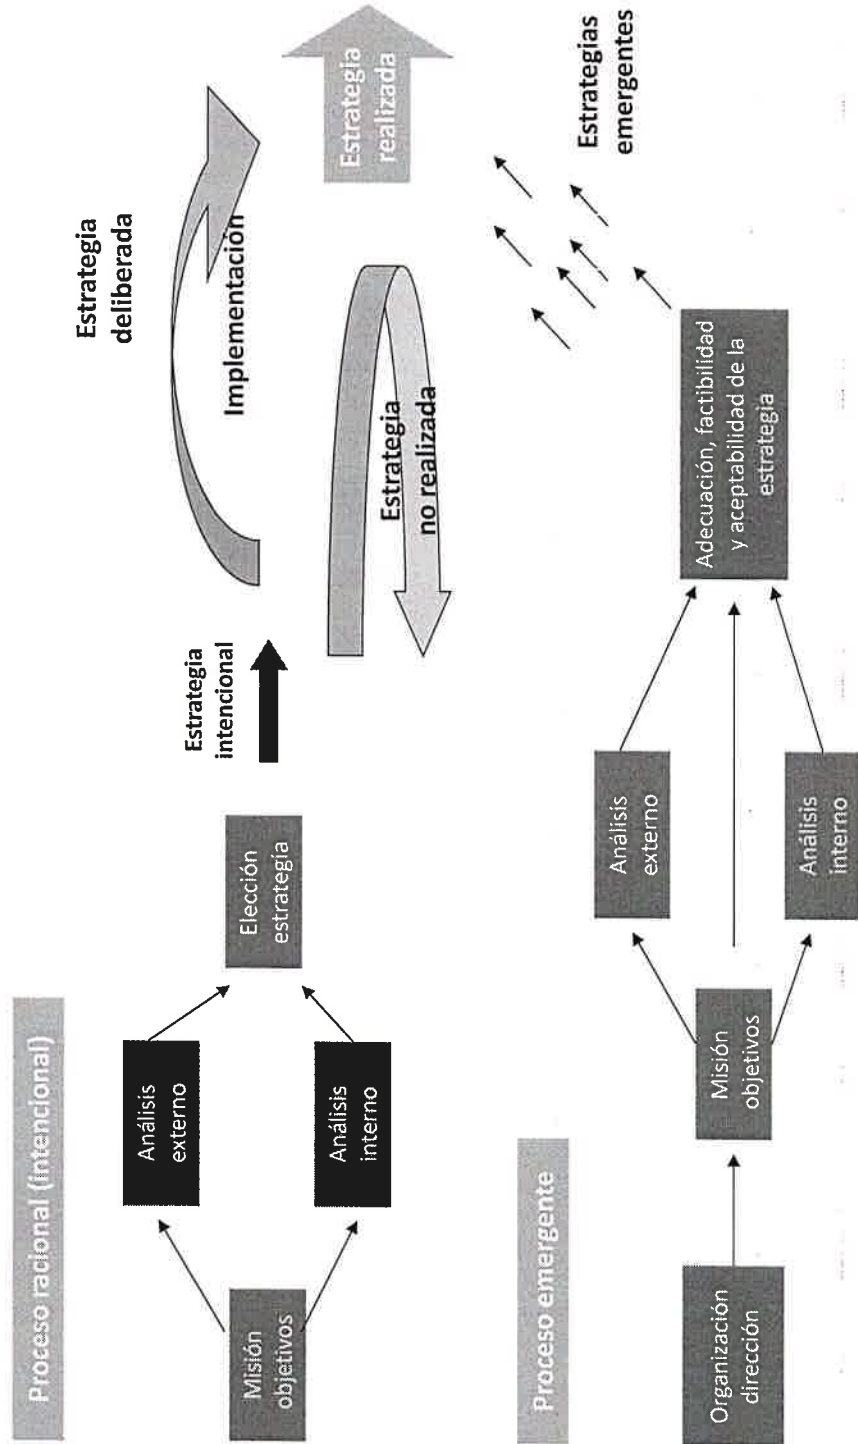 Proceso racional (intencional)
Misión
objetivos
Análisis
externo
Análisis
interno
Elección
estrategia
Estrategia
intencional
Estrategia
deliberada
Implementación
Estrategia
no realizada
Estrategia
realizada
Proceso emergente
Organización
dirección
Misión
objetivos
Análisis
externo
Análisis
interno
Adecuación, factibilidad
y aceptabilidad de la
estrategia
Estrategias
emergentes